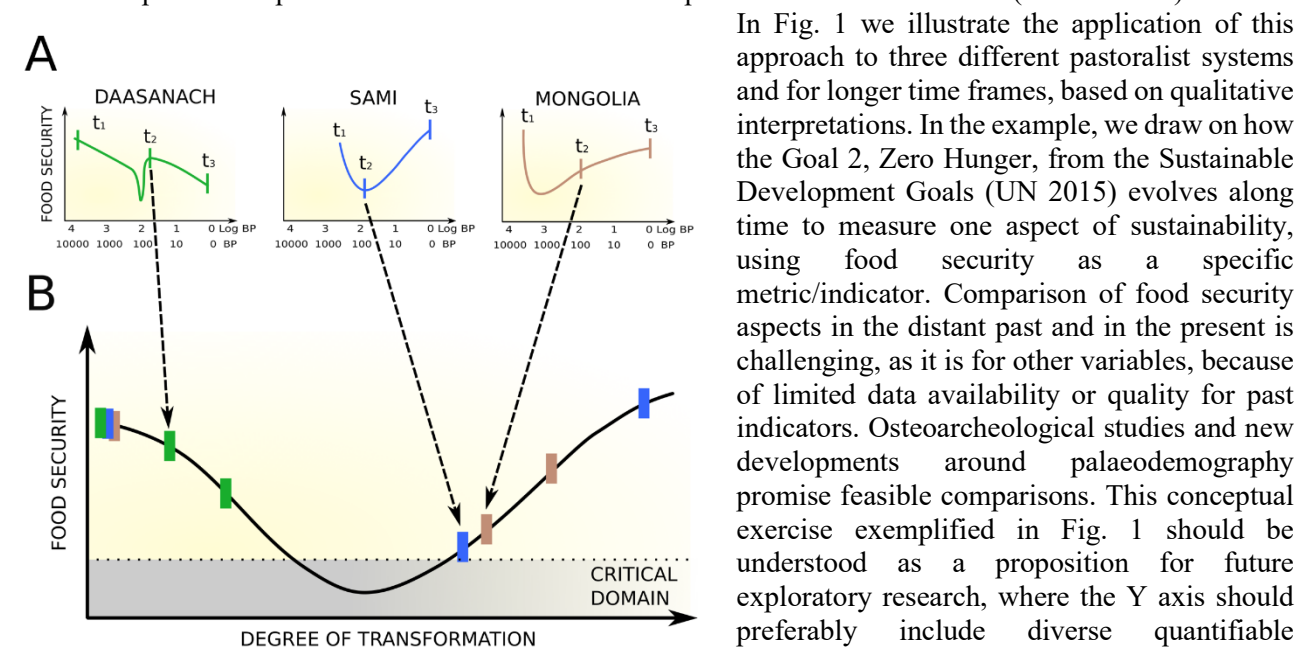 A
DAASANACH
SAMI
MONGOLIA
FOOD SECURITY
t1
t2
t3
t1
t2
t3
t1
t2
t3
4 3 2 1 0 Log BP
10000 1000 100 10 0 BP
4 3 2 1 0 Log BP
10000 1000 100 10 0 BP
4 3 2 1 0 Log BP
10000 1000 100 10 0 BP
B
FOOD SECURITY
CRITICAL
DOMAIN
DEGREE OF TRANSFORMATION
In Fig. 1 we illustrate the application of this
approach to three different pastoralist systems
and for longer time frames, based on qualitative
interpretations. In the example, we draw on how
the Goal 2, Zero Hunger, from the Sustainable
Development Goals (UN 2015) evolves along
time to measure one aspect of sustainability,
using food security as a specific
metric/indicator. Comparison of food security
aspects in the distant past and in the present is
challenging, as it is for other variables, because
of limited data availability or quality for past
indicators. Osteoarcheological studies and new
developments around palaeodemography
promise feasible comparisons. This conceptual
exercise exemplified in Fig. 1 should be
understood as a proposition for future
exploratory research, where the Y axis should
preferably include diverse quantifiable